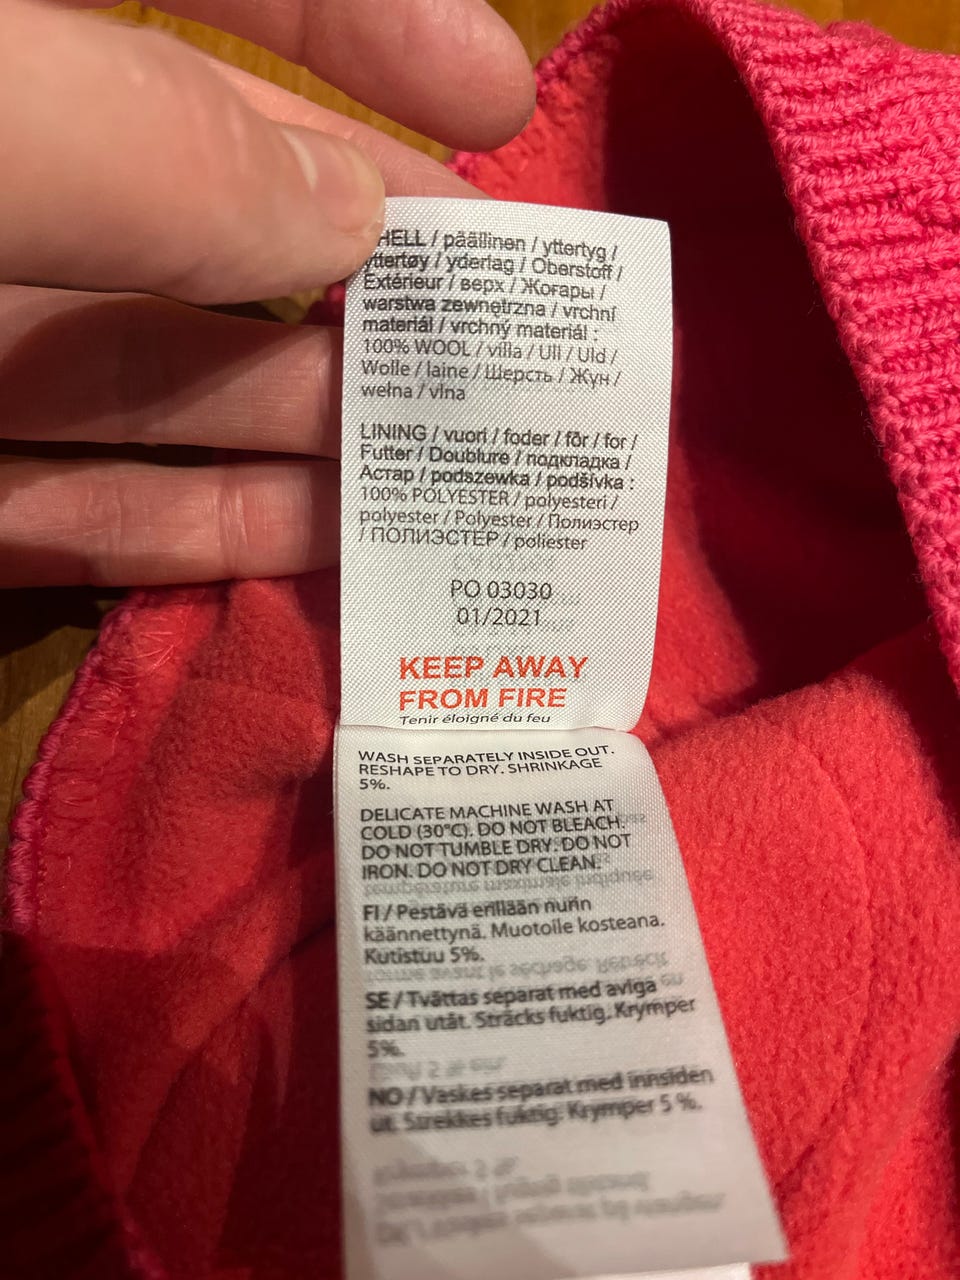 HELL / päällinen / yttertyg /
yttertøy / yderlag / Oberstoff /
Extérieur / верх / Жоғары /
warstwa zewnętrzna / vrchní
materiál / vrchný materiál :
100% WOOL / villa / Ull / Uld /
Wolle / laine / Шерсть / Жүн /
wełna / vlna
LINING / vuori / foder / fôr / for /
Futter / Doublure / подкладка /
Астар / podszewka / podšívka :
100% POLYESTER / polyesteri /
polyester / Polyester / Полиэстер
/ ПОЛИЭСТЕР / poliester
PO 03030
01/2021
KEEP AWAY
FROM FIRE
Tenir éloigné du feu
WASH SEPARATELY INSIDE OUT.
RESHAPE TO DRY. SHRINKAGE
5%.
DELICATE MACHINE WASH AT
COLD (30°C). DO NOT BLEACH.
DO NOT TUMBLE DRY. DO NOT
IRON. DO NOT DRY CLEAN.
FI / Pestävä erillään nurin
käännettynä. Muotoile kosteana.
Kutistuu 5%.
SE / Tvättas separat med aviga
sidan utåt. Sträcks fuktig. Krymper
5%.
NO / Vaskes separat med innsiden
ut. Strekkes fuktig. Krymper 5 %.